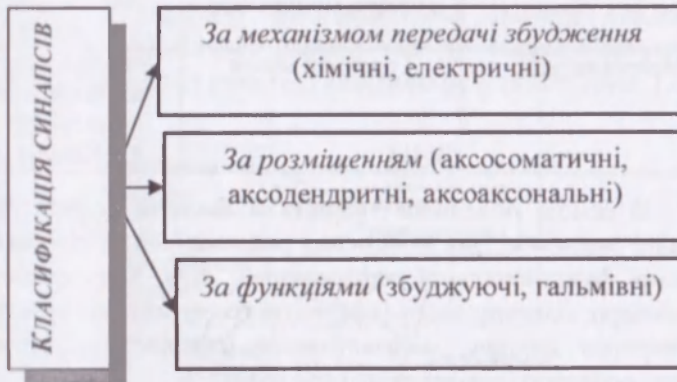 КЛАСИФІКАЦІЯ СИНАПСІВ
За механізмом передачі збудження
(хімічні, електричні)
За розміщенням (аксосоматичні,
аксодендритні, аксоаксональні)
За функціями (збуджуючі, гальмівні)